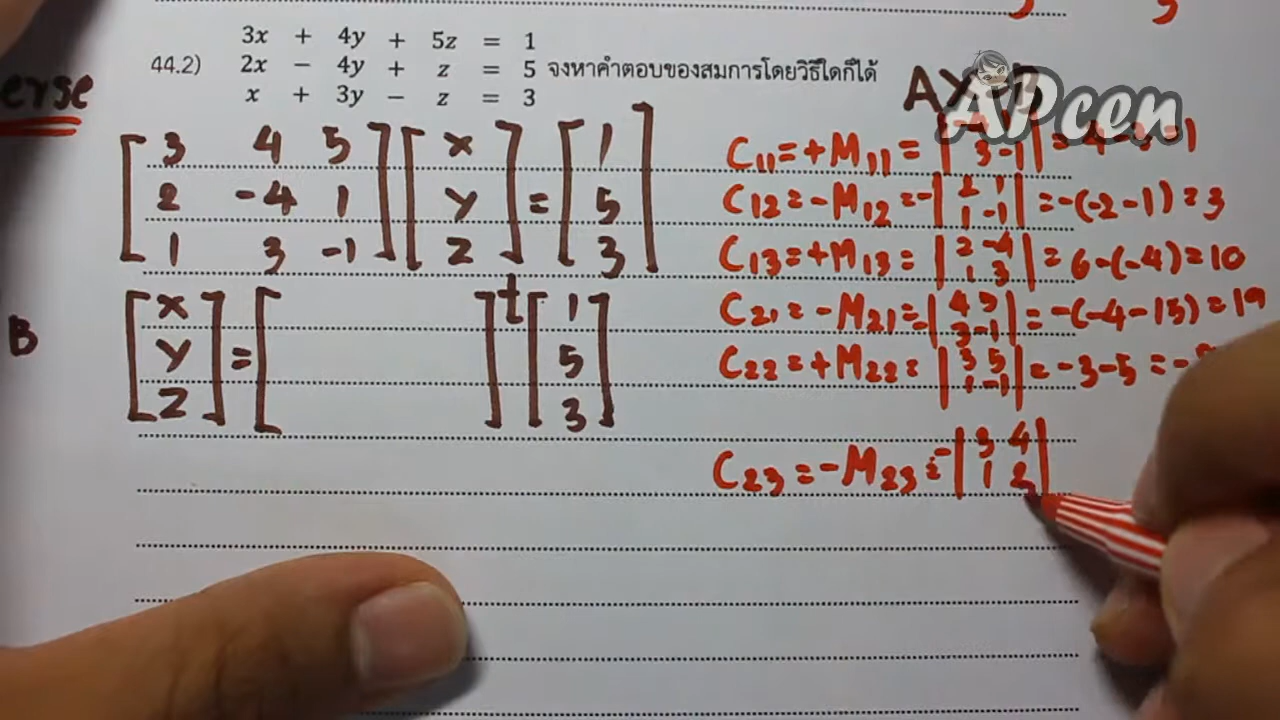 3x + 4y + 5z = 1
44.2) 2x - 4y + z = 5 จงหาคำตอบของสมการโดยวิธีใดก็ได้
x + 3y - z = 3
erse
APcen
[3 4 5] [x] = [1]
[2 -4 1] [y] = [5]
[1 3 -1] [z] = [3]
B [x y z] = [ ]t [1 5 3]
C11 = +M11 =
C12 = -M12 = -|2 1 1 -1| = -(-2-1) = 3
C13 = +M13 = |2 -4 1 3| = 6-(-4) = 10
C21 = -M21 = -|4 5 3 -1| = -(-4-15) = 19
C22 = +M22 = |3 5 1 -1| = -3-5 =
C23 = -M23 = -|3 4 1 2|